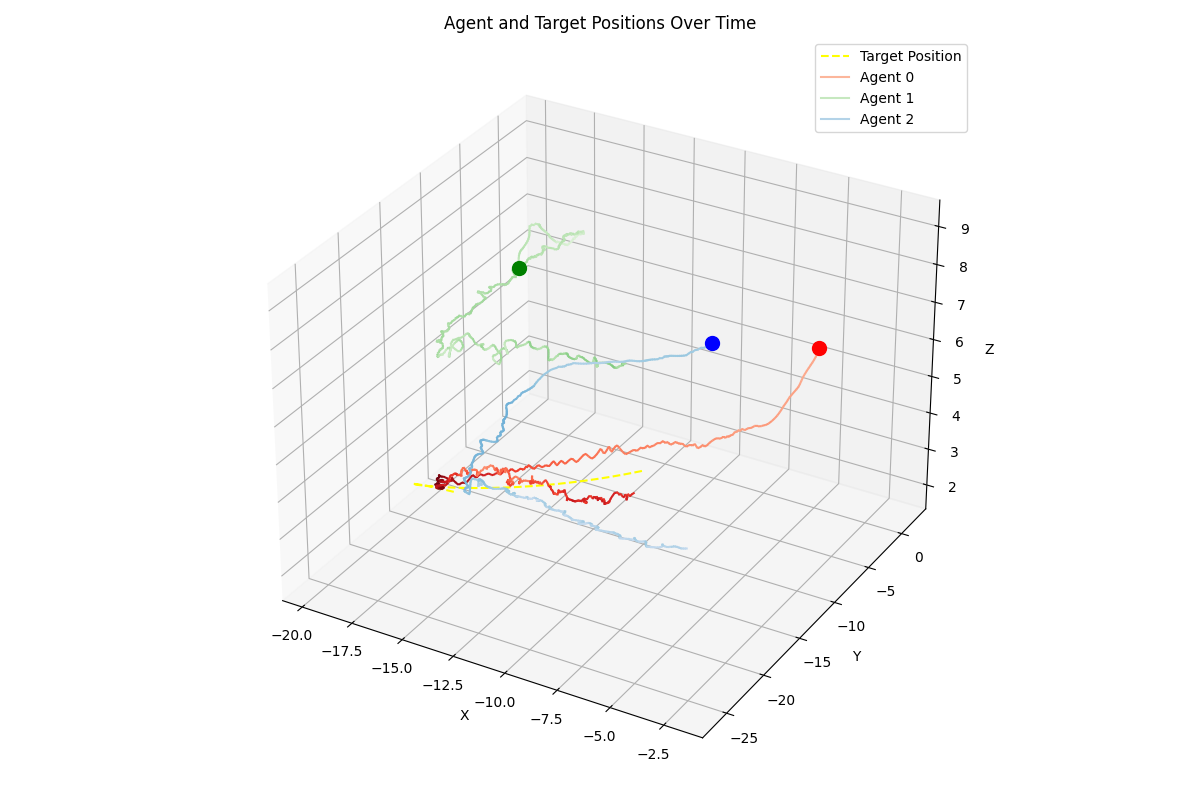 Agent and Target Positions Over Time
Target Position
Agent 0
Agent 1
Agent 2
9
8
7
6
5
4
3
2
Z
0
−5
−10
−15
−20
−25
Y
−20.0
−17.5
−15.0
−12.5
−10.0
−7.5
−5.0
−2.5
X